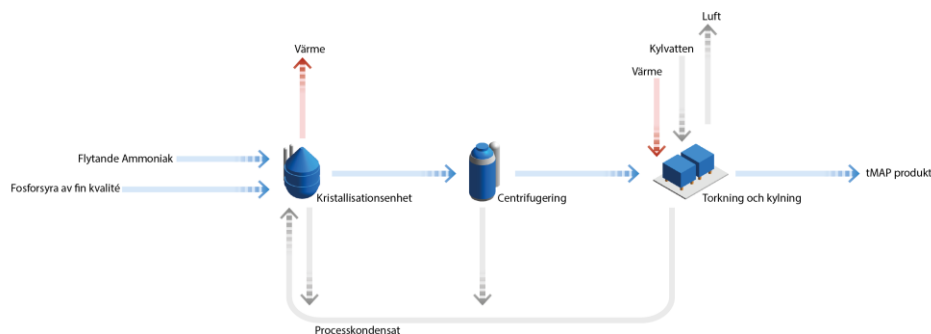 Luft
Värme
Kylvatten
Värme
Flytande Ammoniak
Fosforsyra av fin kvalité
Kristallisationsenhet
Centrifugering
Torkning och kylning
tMAP produkt
Processkondensat